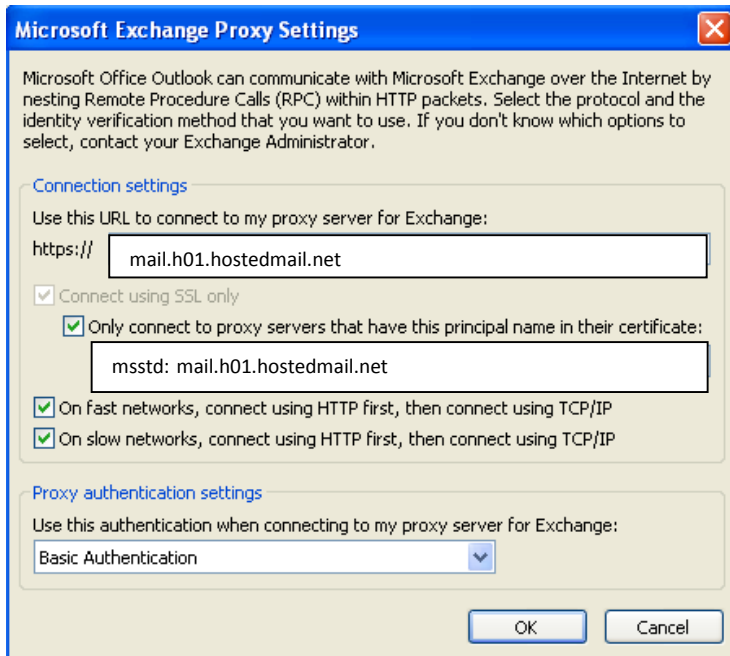 Microsoft Exchange Proxy Settings
Microsoft Office Outlook can communicate with Microsoft Exchange over the Internet by
nesting Remote Procedure Calls (RPC) within HTTP packets. Select the protocol and the
identity verification method that you want to use. If you don't know which options to
select, contact your Exchange Administrator.
Connection settings
Use this URL to connect to my proxy server for Exchange:
https:// mail.h01.hostedmail.net
Connect using SSL only
Only connect to proxy servers that have this principal name in their certificate:
msstd: mail.h01.hostedmail.net
On fast networks, connect using HTTP first, then connect using TCP/IP
On slow networks, connect using HTTP first, then connect using TCP/IP
Proxy authentication settings
Use this authentication when connecting to my proxy server for Exchange:
Basic Authentication
OK Cancel